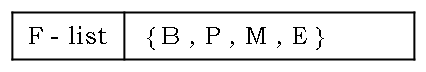 F - list { B , P , M , E }